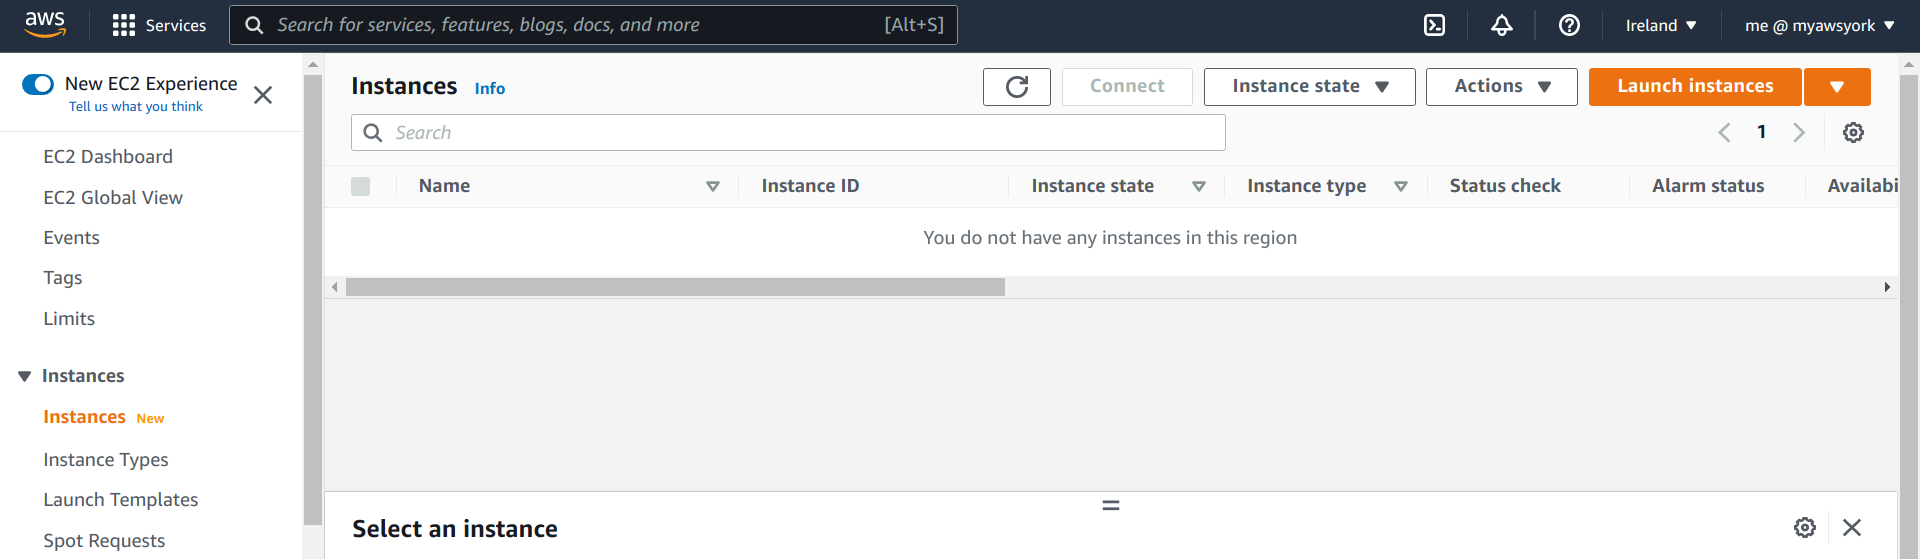 aws
Services
Search for services, features, blogs, docs, and more [Alt+S]
Ireland
me @ myawsyork
New EC2 Experience
Tell us what you think
EC2 Dashboard
EC2 Global View
Events
Tags
Limits
Instances
Instances New
Instance Types
Launch Templates
Spot Requests
Instances Info
Connect
Instance state
Actions
Launch instances
Search
1
Name Instance ID Instance state Instance type Status check Alarm status Availabi
You do not have any instances in this region
Select an instance